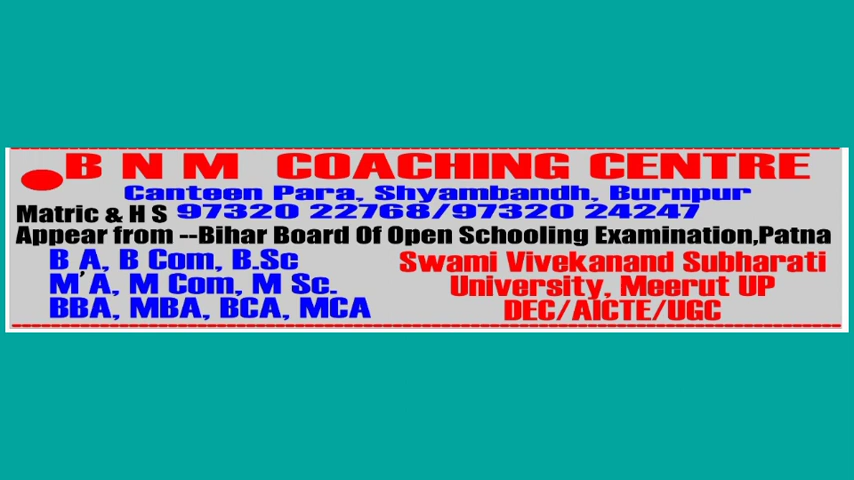 B N M COACHING CENTRE
Canteen Para, Shyambandh, Burnpur
Matric & H S 97320 22768/97320 24247
Appear from --Bihar Board Of Open Schooling Examination,Patna
B A, B Com, B.Sc
M'A, M Com, M Sc.
BBA, MBA, BCA, MCA
Swami Vivekanand Subharati
University, Meerut UP
DEC/AICTE/UGC